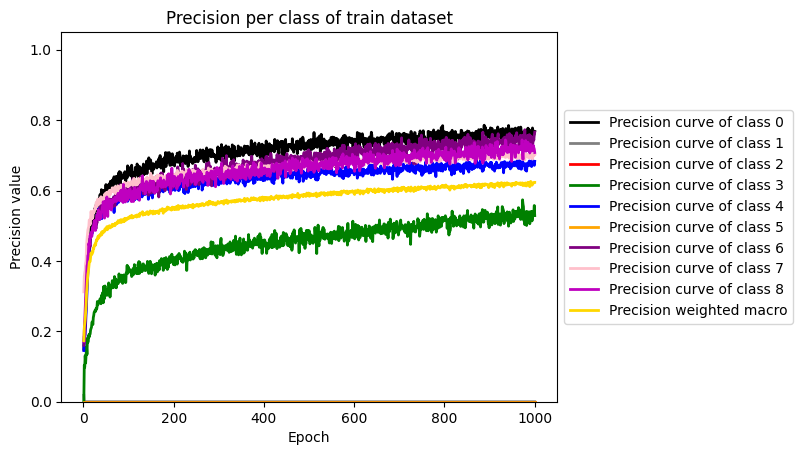 Precision per class of train dataset
1.0
0.8
0.6
0.4
0.2
0.0
Precision value
0
200
400
600
800
1000
Epoch
Precision curve of class 0
Precision curve of class 1
Precision curve of class 2
Precision curve of class 3
Precision curve of class 4
Precision curve of class 5
Precision curve of class 6
Precision curve of class 7
Precision curve of class 8
Precision weighted macro